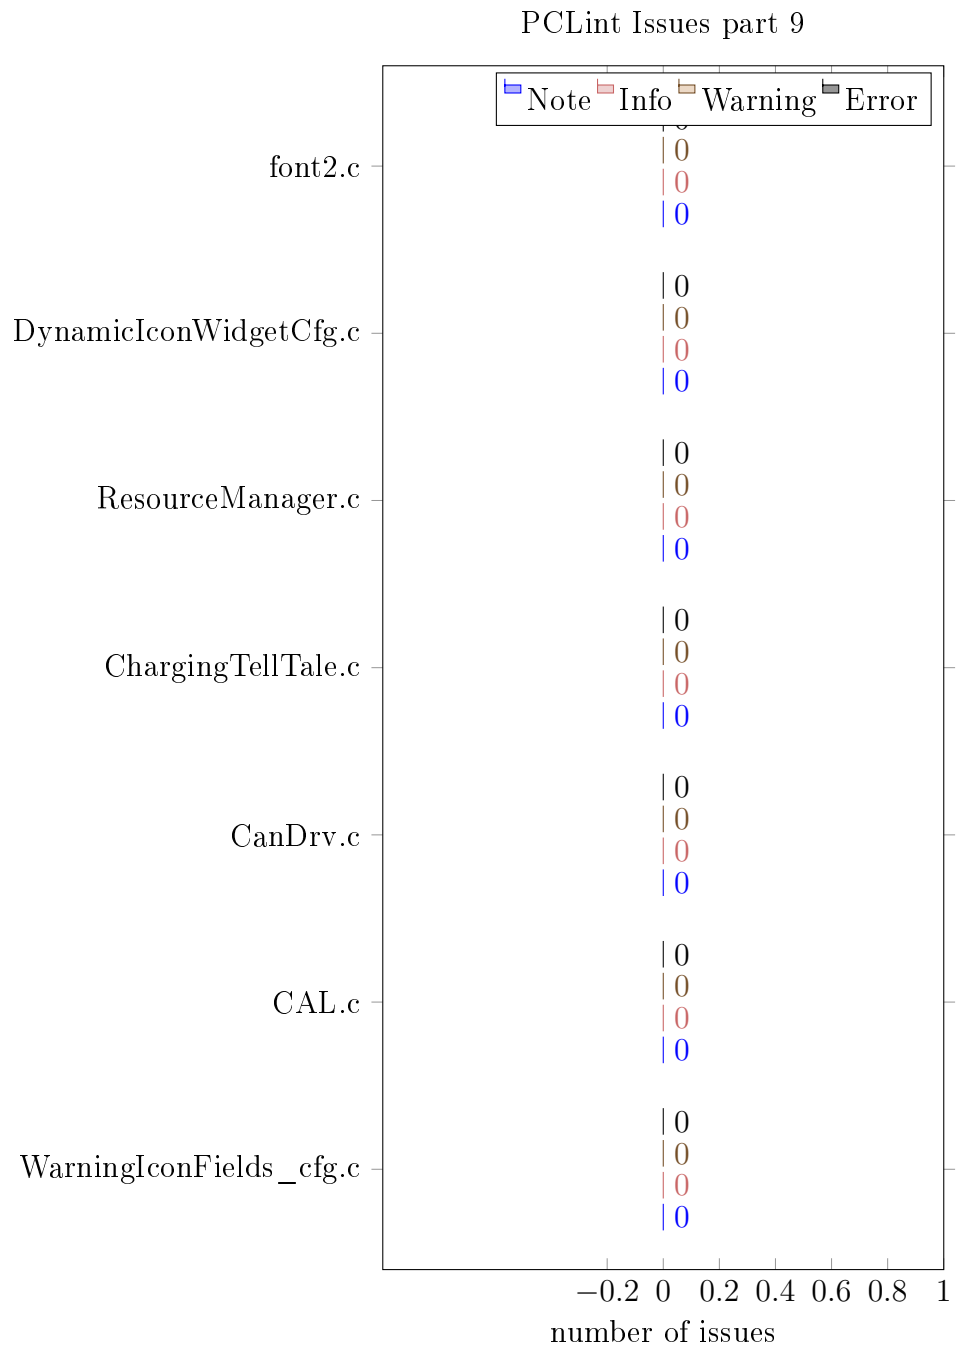 PCLint Issues part 9
Note Info Warning Error
0
font2.c
0
0
0
0
DynamicIconWidgetCfg.c
0
0
0
0
ResourceManager.c
0
0
0
0
ChargingTellTale.c
0
0
0
0
CanDrv.c
0
0
0
0
CAL.c
0
0
0
0
WarningIconFields_cfg.c
0
0
0
−0.2 0 0.2 0.4 0.6 0.8 1
number of issues